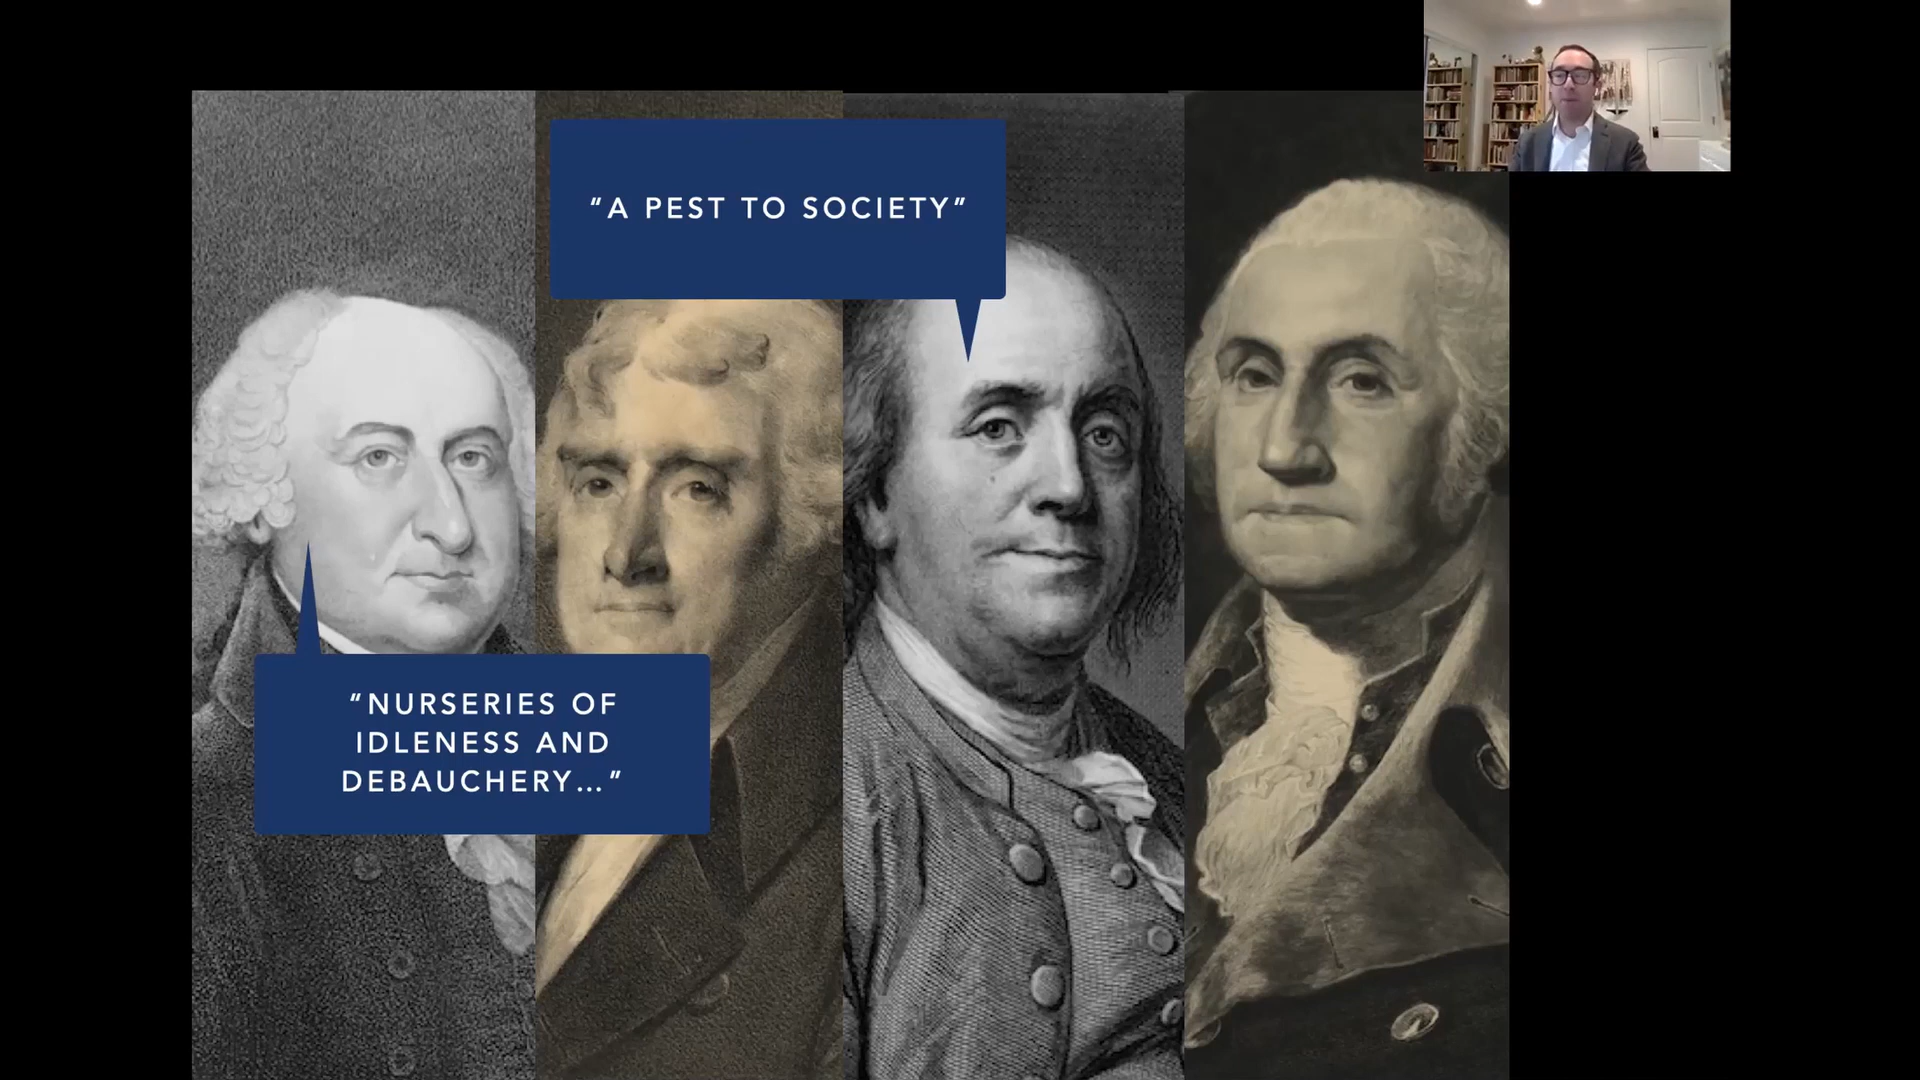 “A PEST TO SOCIETY”
“NURSERIES OF
IDLENESS AND
DEBAUCHERY...”